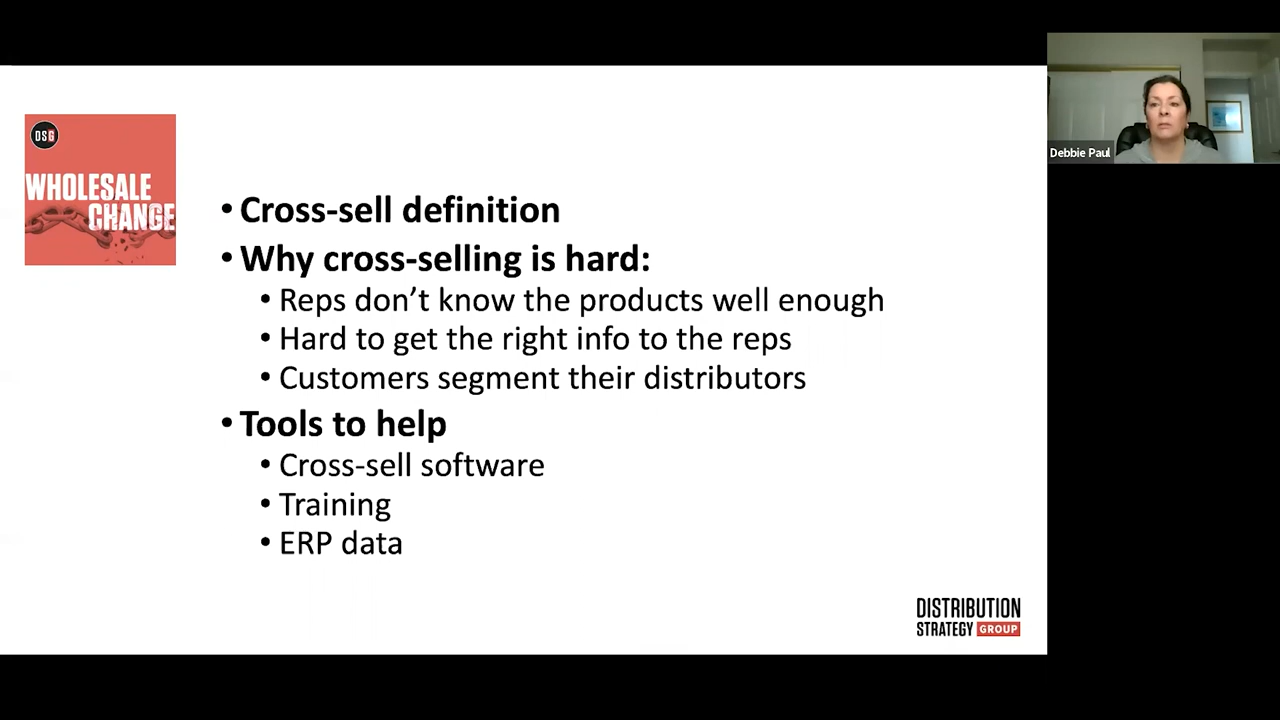 DSG
WHOLESALE
CHANGE
• Cross-sell definition
• Why cross-selling is hard:
• Reps don’t know the products well enough
• Hard to get the right info to the reps
• Customers segment their distributors
• Tools to help
• Cross-sell software
• Training
• ERP data
DISTRIBUTION
STRATEGY GROUP
Debbie Paul